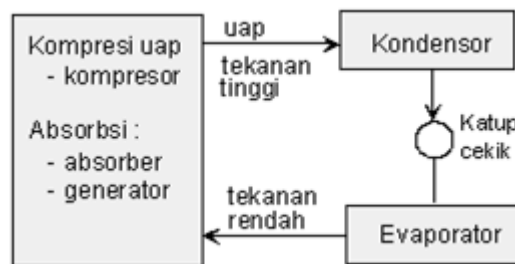 Kompresi uap
- kompresor
Absorbsi :
- absorber
- generator
uap
tekanan
tinggi
Kondensor
Katup
cekik
tekanan
rendah
Evaporator